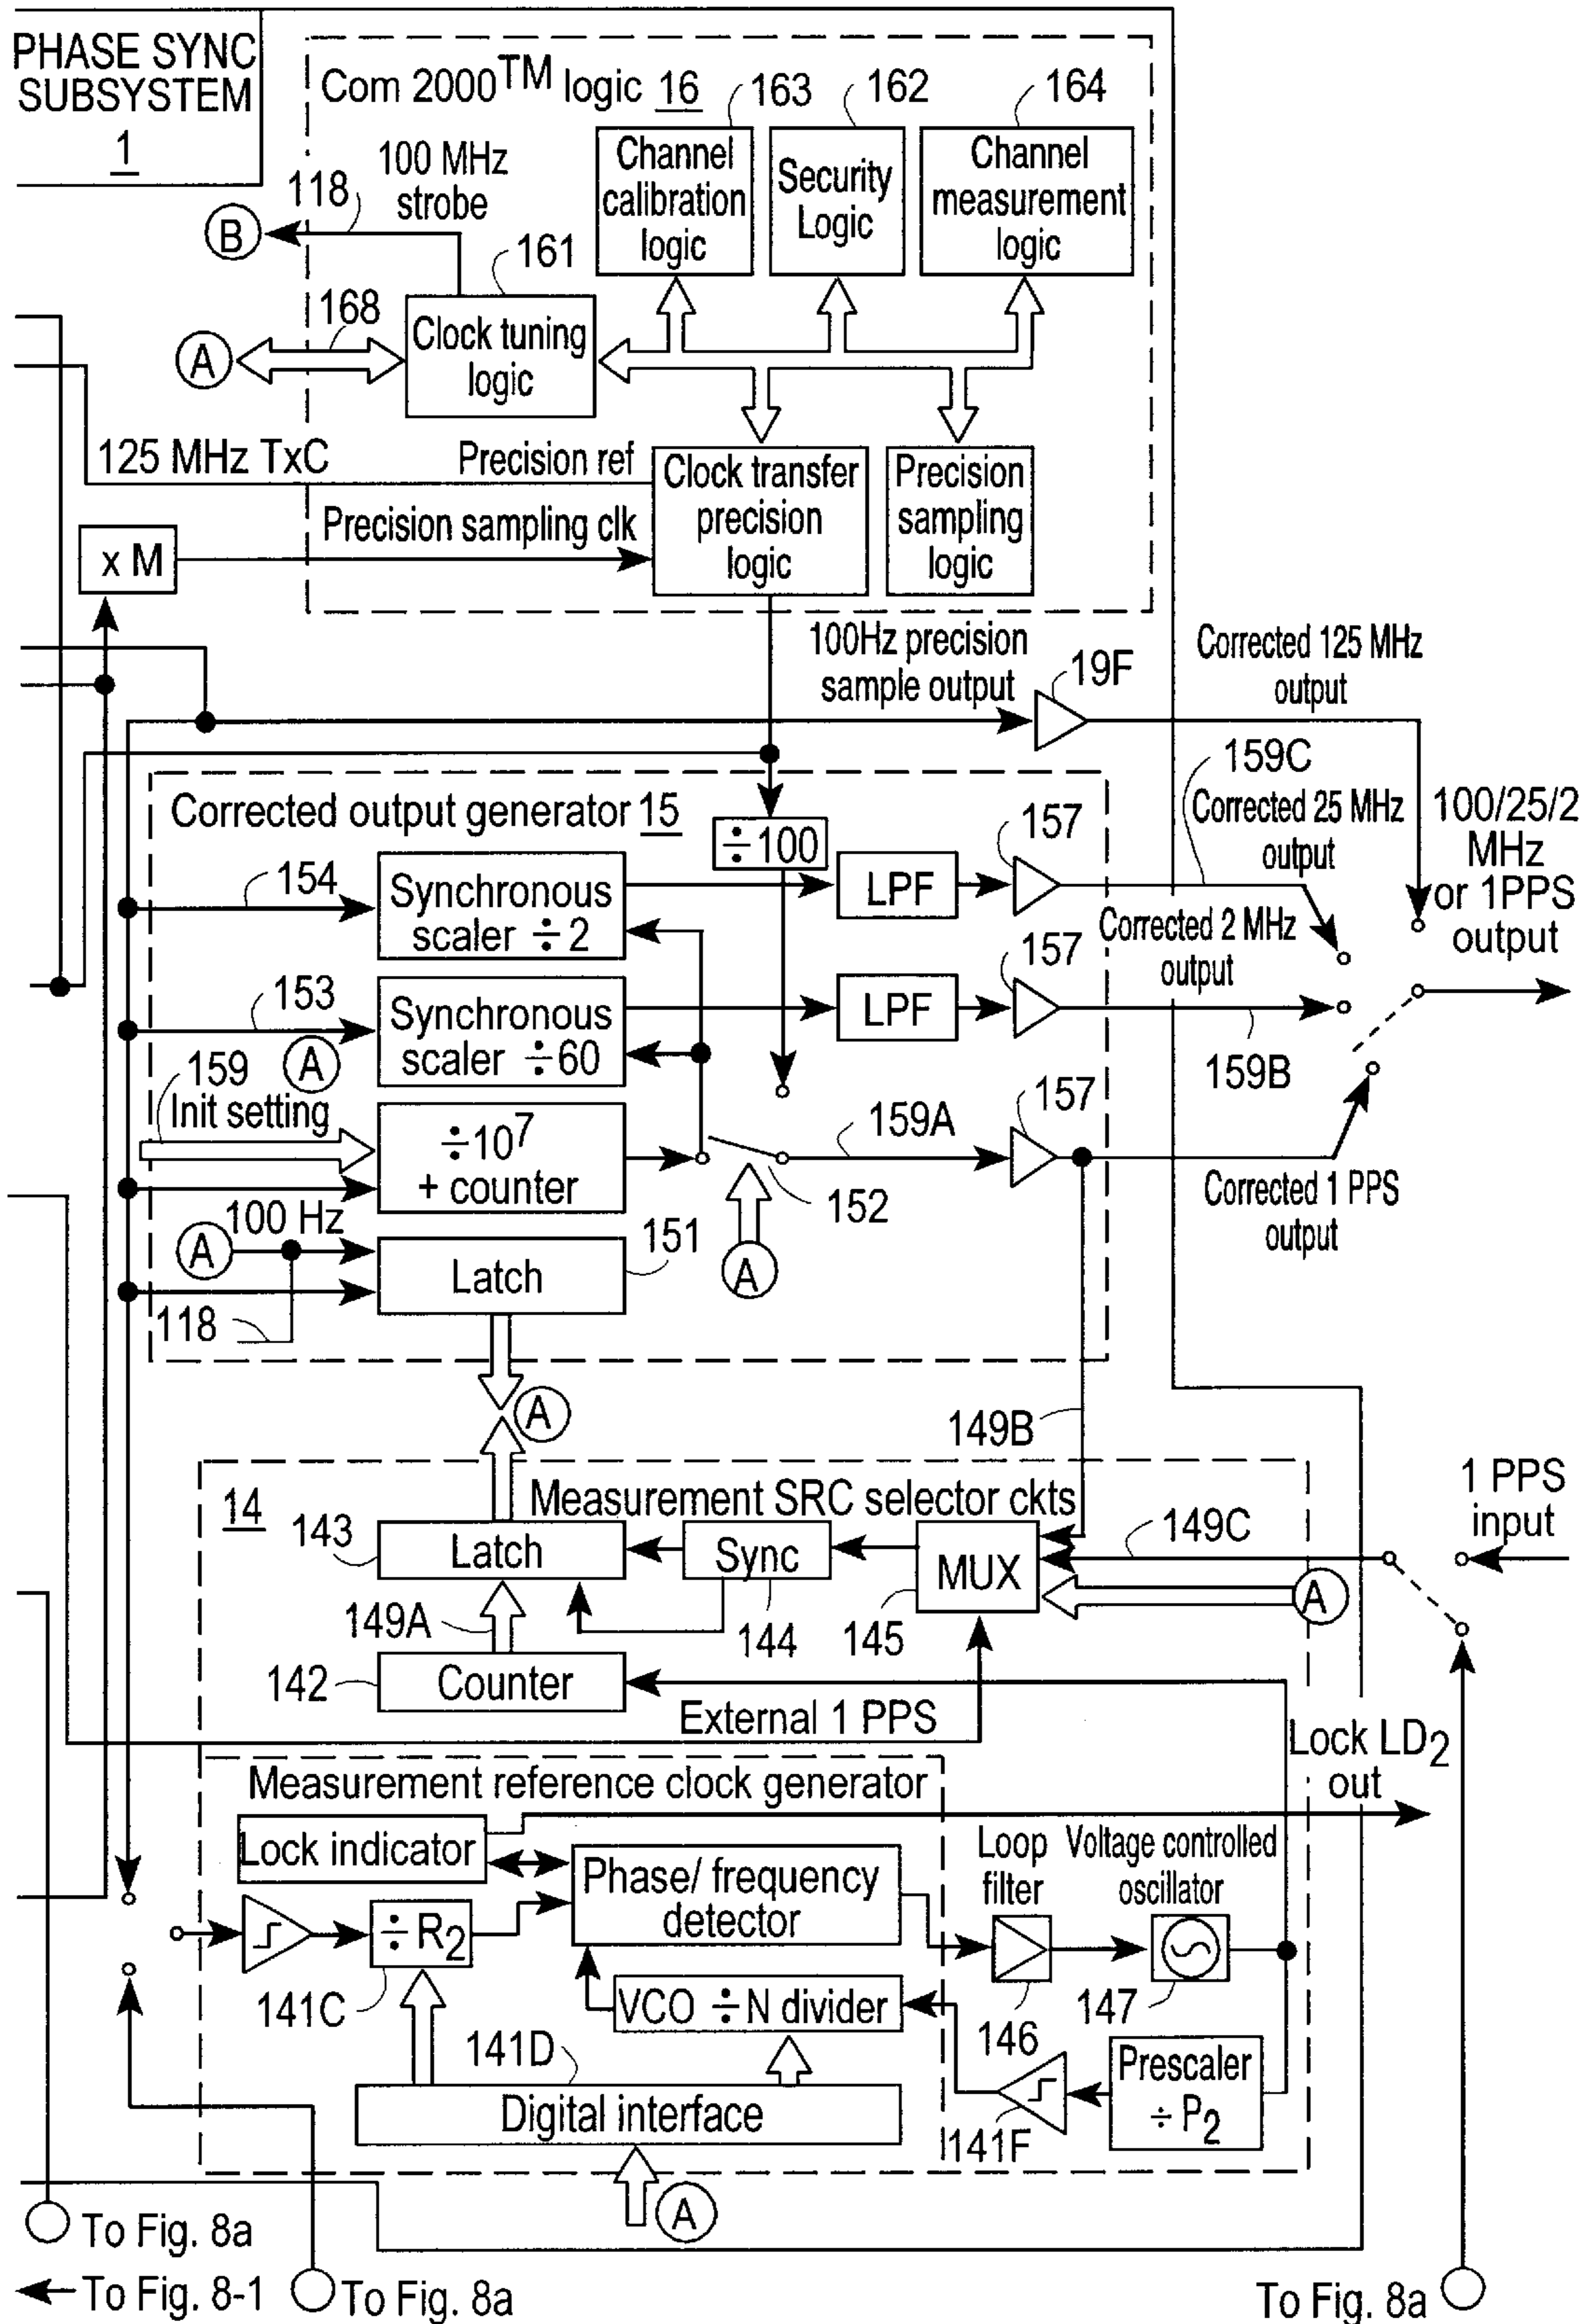 PHASE SYNC
SUBSYSTEM
1
Com 2000TM logic 16
163
162
164
Channel
calibration
logic
Security
Logic
Channel
measurement
logic
100 MHz
strobe
118
B
161
168
A
Clock tuning
logic
125 MHz TxC
Precision ref
Precision sampling clk
Clock transfer
precision
logic
Precision
sampling
logic
x M
100Hz precision
sample output
19F
Corrected 125 MHz
output
159C
Corrected output generator 15
÷100
157
Corrected 25 MHz
output
100/25/2
MHz
or 1PPS
output
154
Synchronous
scaler ÷2
LPF
Corrected 2 MHz
output
157
153
A
Synchronous
scaler ÷60
LPF
159B
159
Init setting
÷10⁷
+ counter
159A
157
152
Corrected 1 PPS
output
A
100 Hz
151
Latch
A
118
A
149B
14
Measurement SRC selector ckts
1 PPS
input
143
Latch
Sync
MUX
149C
A
149A
144
145
142
Counter
External 1 PPS
Lock LD2
out
Measurement reference clock generator
Lock indicator
Phase/ frequency
detector
Loop
filter
Voltage controlled
oscillator
÷R2
141C
VCO ÷N divider
146
147
141D
Prescaler
÷ P2
Digital interface
141F
A
To Fig. 8a
To Fig. 8-1
To Fig. 8a
To Fig. 8a